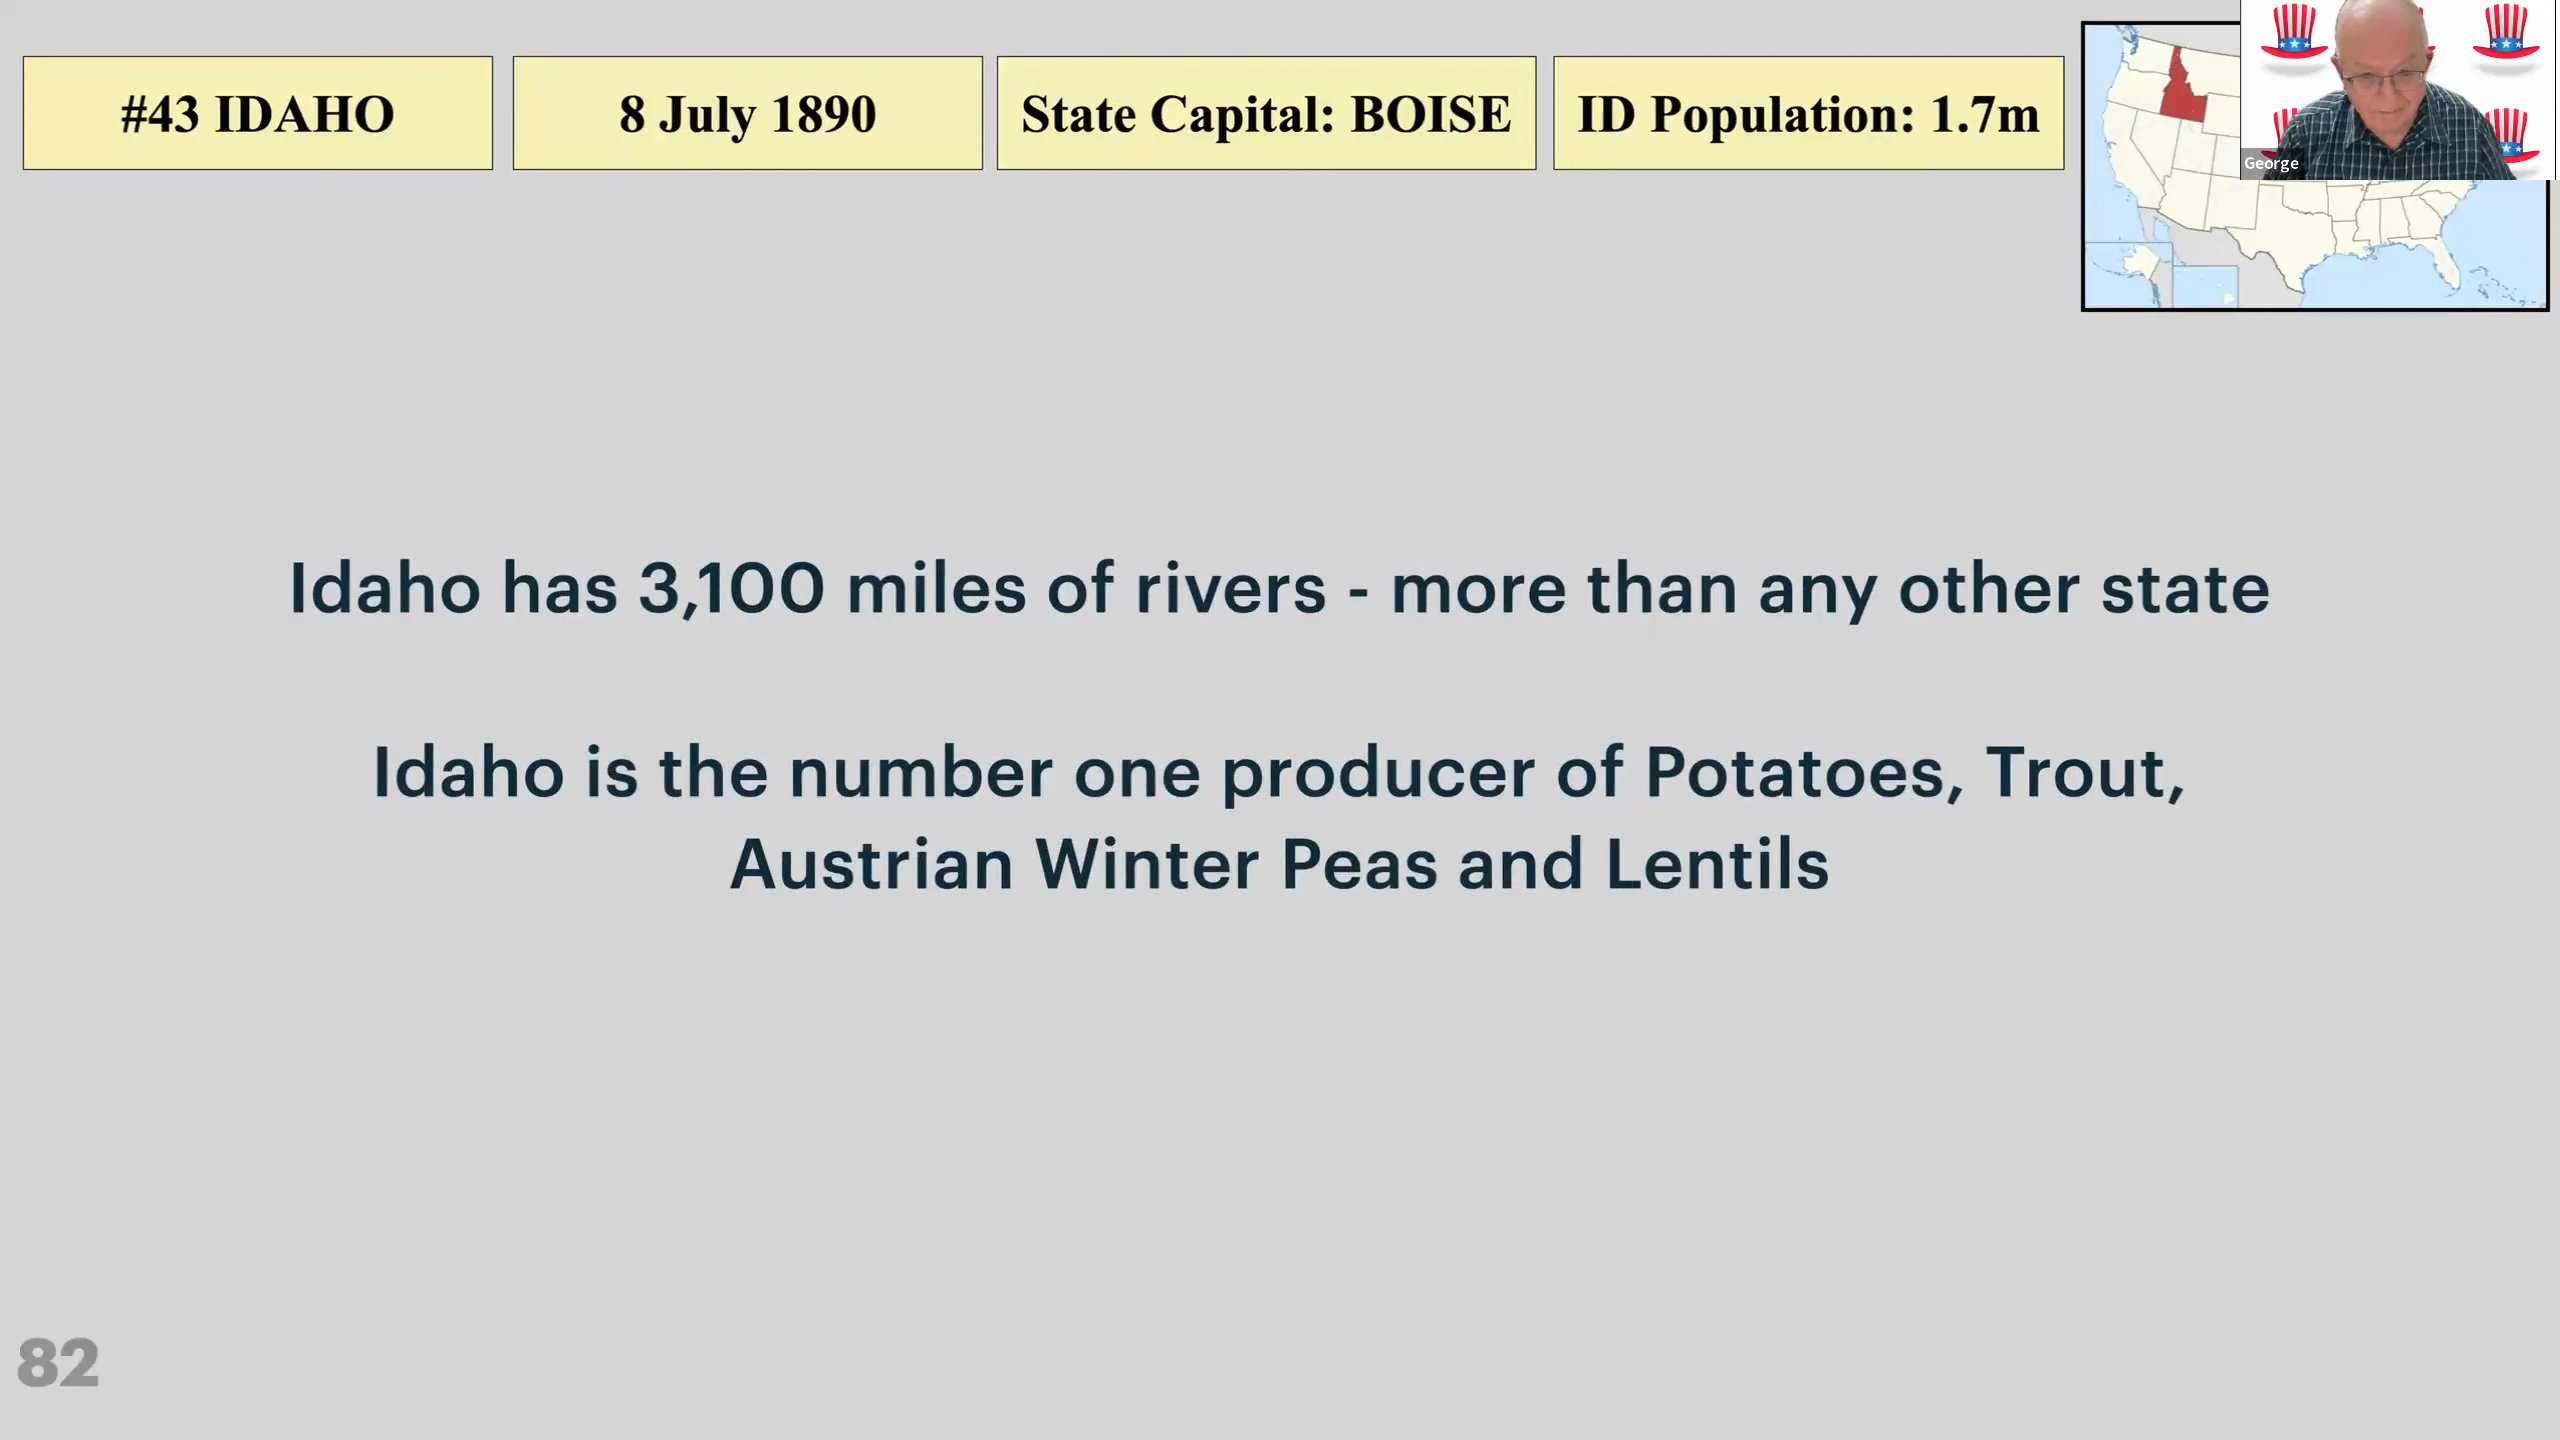 #43 IDAHO
8 July 1890
State Capital: BOISE
ID Population: 1.7m
George
Idaho has 3,100 miles of rivers - more than any other state
Idaho is the number one producer of Potatoes, Trout,
Austrian Winter Peas and Lentils
82